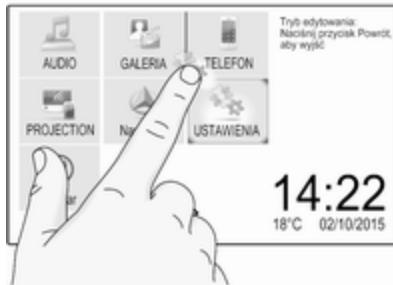 Tryb edytowania:
Naciśnij przycisk Powrót,
aby wyjść
AUDIO
GALERIA
TELEFON
PROJECTION
USTAWIENIA
14:22
18°C 02/10/2015